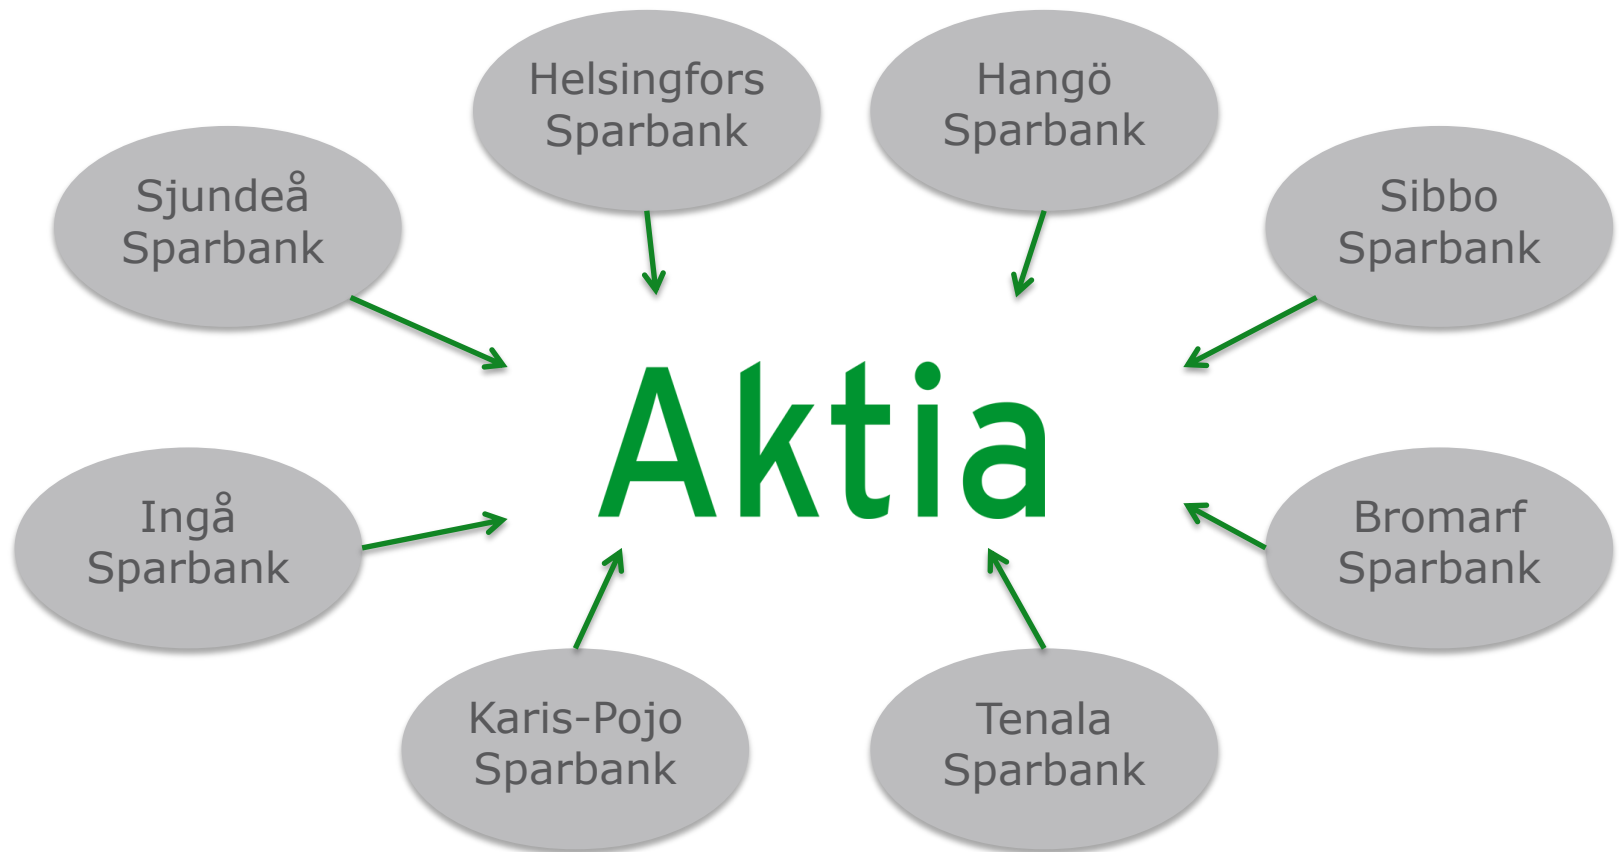 Helsingfors
Sparbank
Hangö
Sparbank
Sjundeå
Sparbank
Sibbo
Sparbank
Aktia
Ingå
Sparbank
Bromarf
Sparbank
Karis-Pojo
Sparbank
Tenala
Sparbank